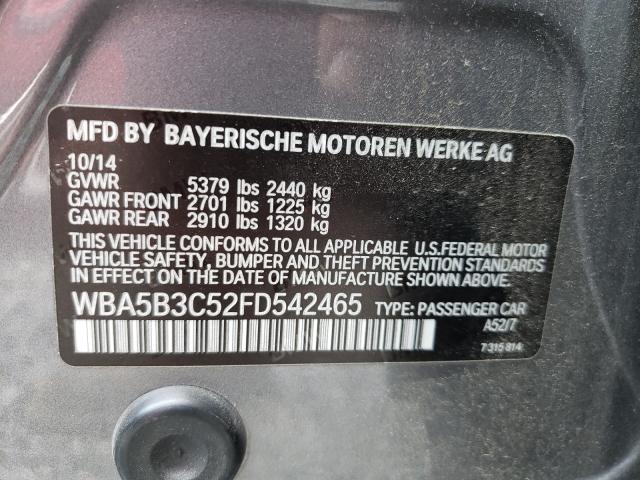 MFD BY BAYERISCHE MOTOREN WERKE AG
10/14
GVWR 5379 lbs 2440 kg
GAWR FRONT 2701 lbs 1225 kg
GAWR REAR 2910 lbs 1320 kg
THIS VEHICLE CONFORMS TO ALL APPLICABLE U.S.FEDERAL MOTOR
VEHICLE SAFETY, BUMPER AND THEFT PREVENTION STANDARDS
IN EFFECT ON THE DATE OF MANUFACTURE SHOWN ABOVE.
WBA5B3C52FD542465 TYPE: PASSENGER CAR
A52/7
7 315 814